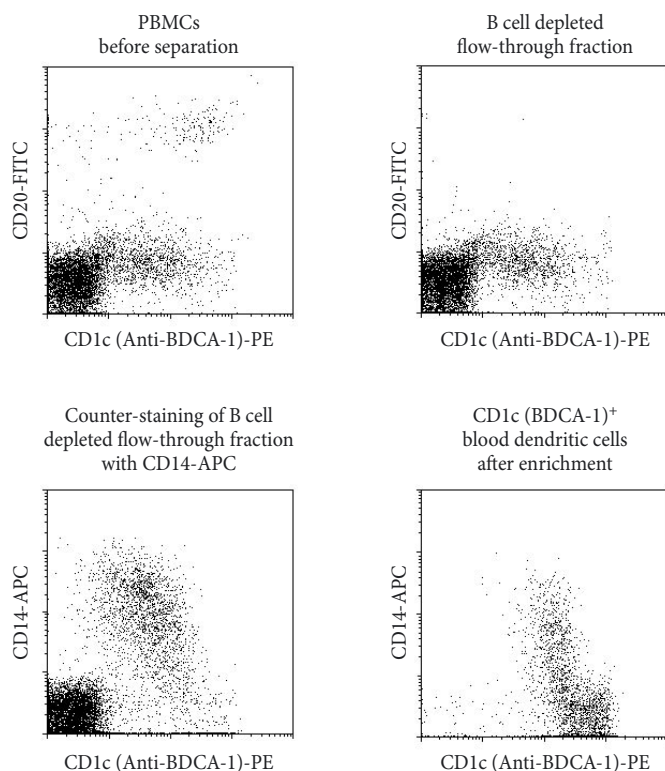 PBMCs
before separation
CD20-FITC
CD1c (Anti-BDCA-1)-PE
B cell depleted
flow-through fraction
CD20-FITC
CD1c (Anti-BDCA-1)-PE
Counter-staining of B cell
depleted flow-through fraction
with CD14-APC
CD14-APC
CD1c (Anti-BDCA-1)-PE
CD1c (BDCA-1)⁺
blood dendritic cells
after enrichment
CD14-APC
CD1c (Anti-BDCA-1)-PE